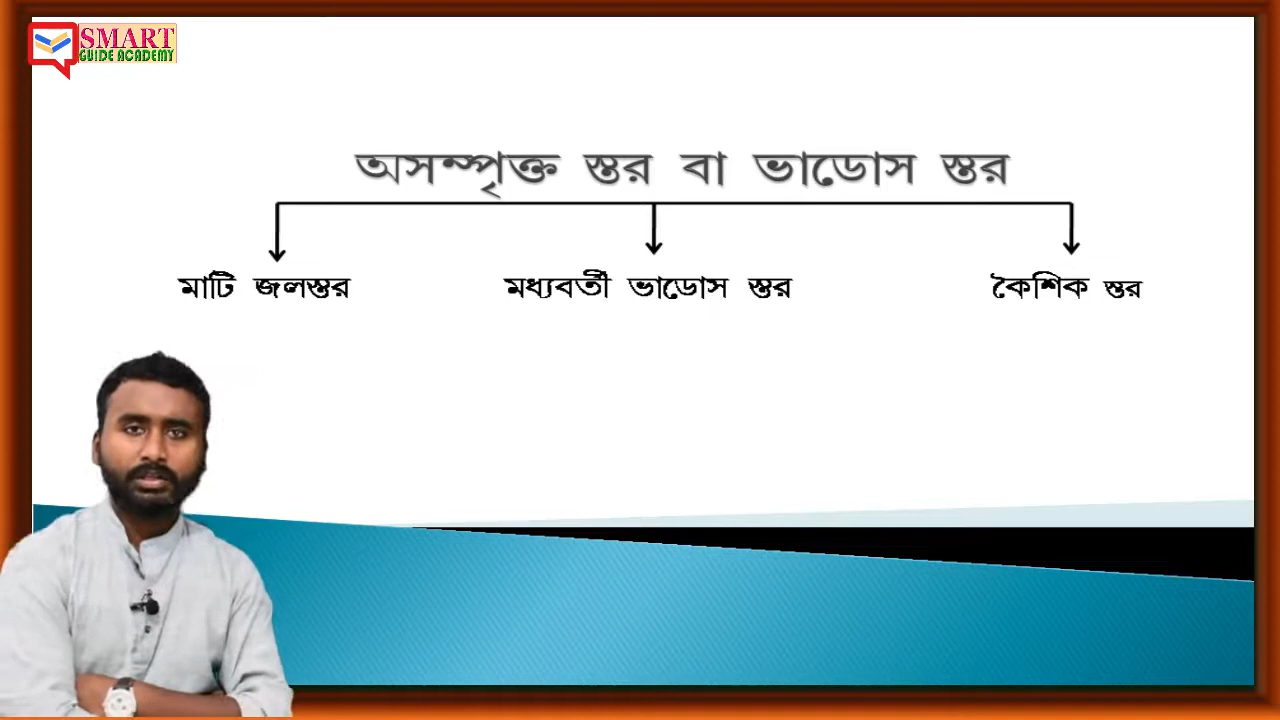 SMART
GUIDE ACADEMY
অসম্পৃক্ত স্তর বা ভাডোস স্তর
মাটি জলস্তর
মধ্যবর্তী ভাডোস স্তর
কৈশিক স্তর